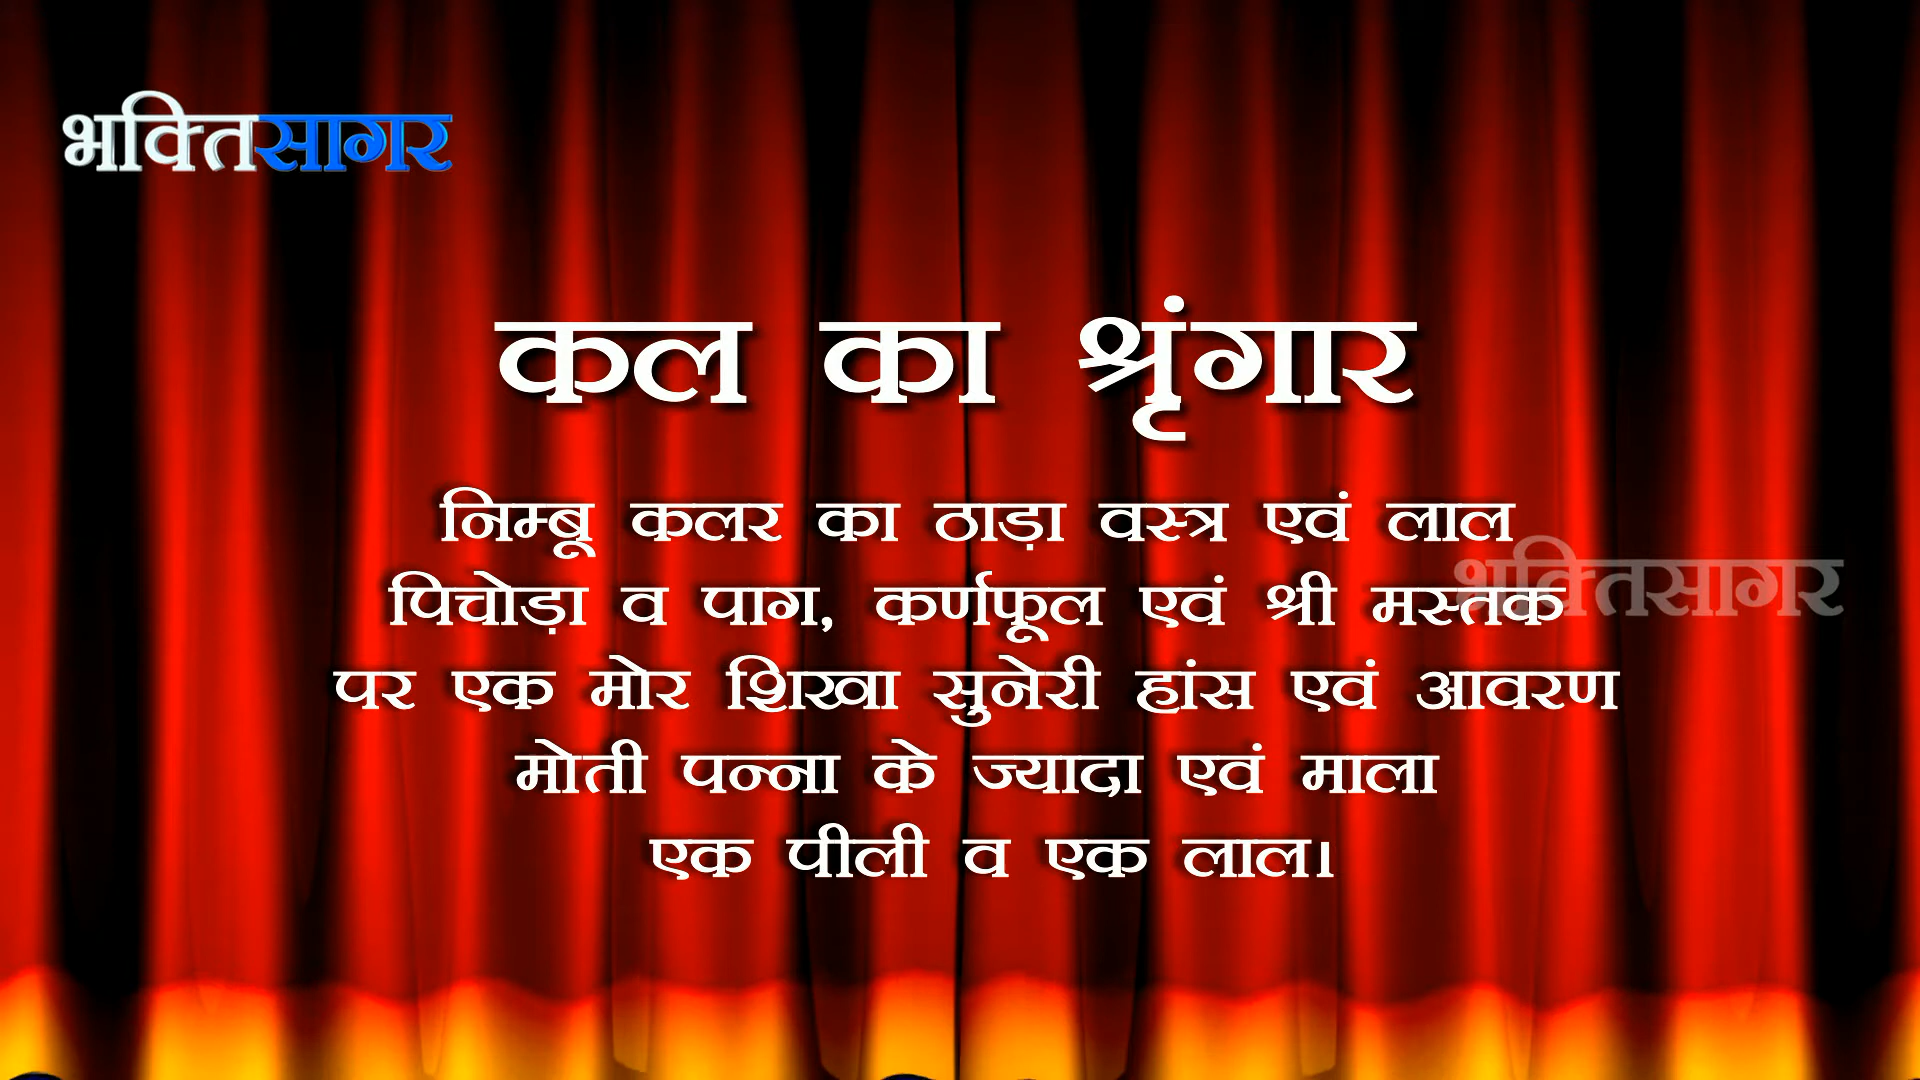 भक्तिसागर
कल का श्रृंगार
निम्बू कलर का ठाड़ा वस्त्र एवं लाल
पिचोड़ा व पाग, कर्णफूल एवं श्री मस्तक
भक्तिसागर
पर एक मोर शिखा सुनेरी हांस एवं आवरण
मोती पन्ना के ज्यादा एवं माला
एक पीली व एक लाल।